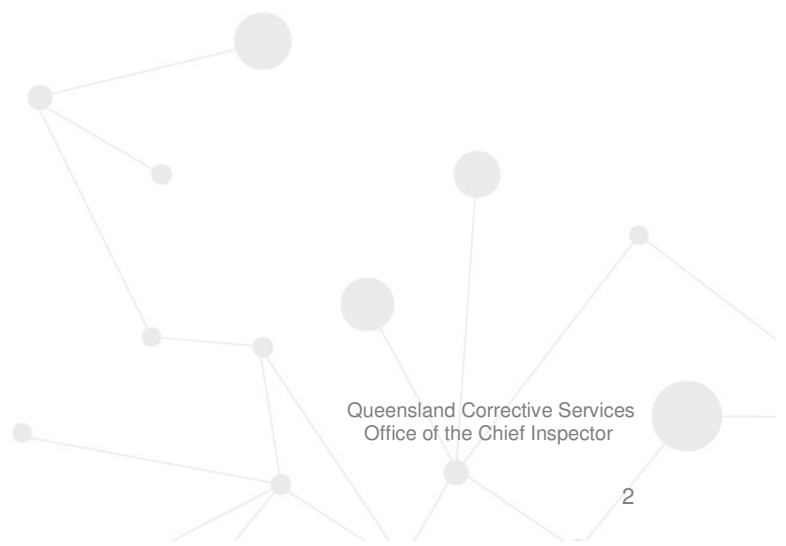 Queensland Corrective Services
Office of the Chief Inspector
2